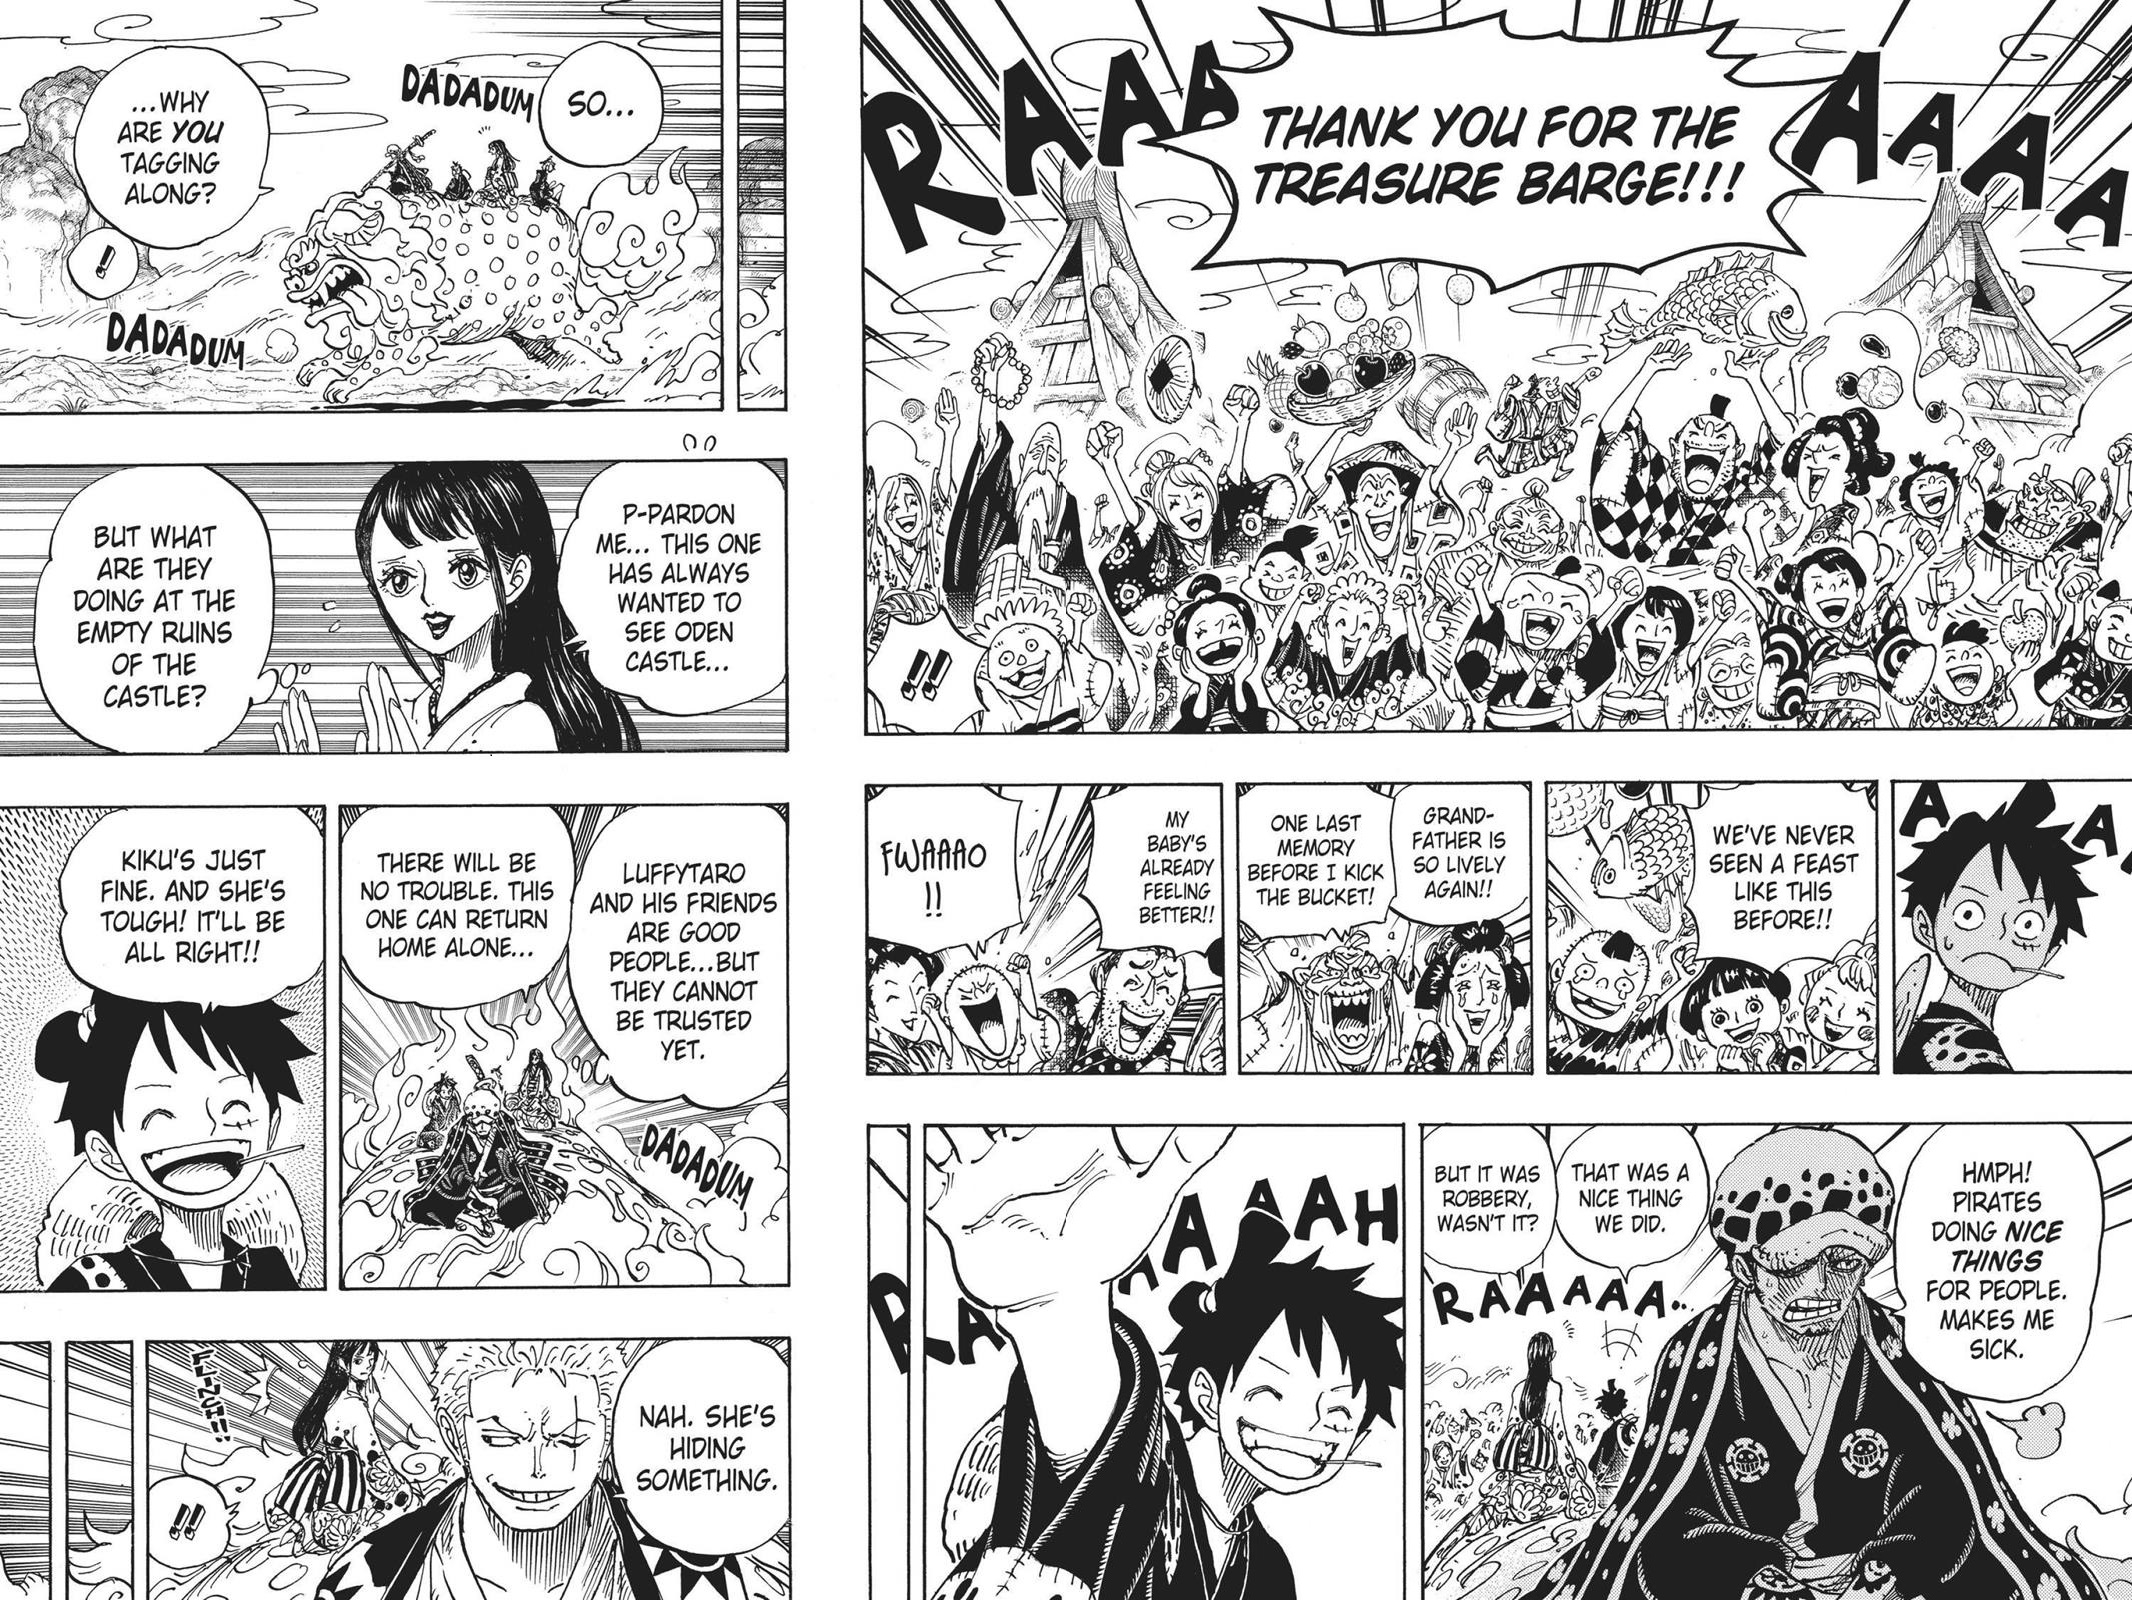 RAAA
THANK YOU FOR THE
TREASURE BARGE!!!
AAAA
!!
A
AA
WE'VE NEVER
SEEN A FEAST
LIKE THIS
BEFORE!!
GRAND-
FATHER IS
SO LIVELY
AGAIN!!
ONE LAST
MEMORY
BEFORE I KICK
THE BUCKET!
MY
BABY'S
ALREADY
FEELING
BETTER!!
FWAAAO
!!
HMPH!
PIRATES
DOING NICE
THINGS
FOR PEOPLE.
MAKES ME
SICK.
THAT WAS A
NICE THING
WE DID.
BUT IT WAS
ROBBERY,
WASN'T IT?
RAAAAA..
RAAAAAAH
SO...
DADADUM
...WHY
ARE YOU
TAGGING
ALONG?
!
DADADUM
P-PARDON
ME... THIS ONE
HAS ALWAYS
WANTED TO
SEE ODEN
CASTLE...
BUT WHAT
ARE THEY
DOING AT THE
EMPTY RUINS
OF THE
CASTLE?
LUFFYTARO
AND HIS FRIENDS
ARE GOOD
PEOPLE...BUT
THEY CANNOT
BE TRUSTED
YET.
THERE WILL BE
NO TROUBLE. THIS
ONE CAN RETURN
HOME ALONE...
DADADUM
KIKU'S JUST
FINE. AND SHE'S
TOUGH! IT'LL BE
ALL RIGHT!!
NAH. SHE'S
HIDING
SOMETHING.
FLINCH!!
!!